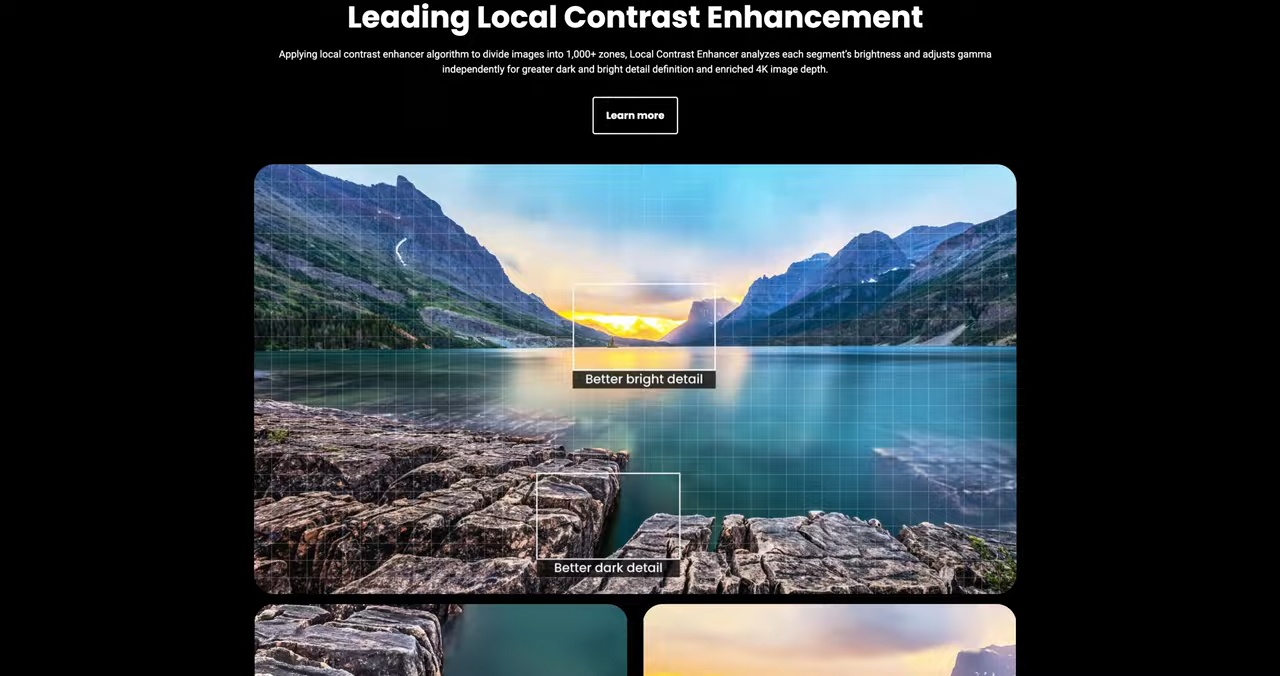 Leading Local Contrast Enhancement
Applying local contrast enhancer algorithm to divide images into 1,000+ zones, Local Contrast Enhancer analyzes each segment's brightness and adjusts gamma
independently for greater dark and bright detail definition and enriched 4K image depth.
Learn more
Better bright detail
Better dark detail